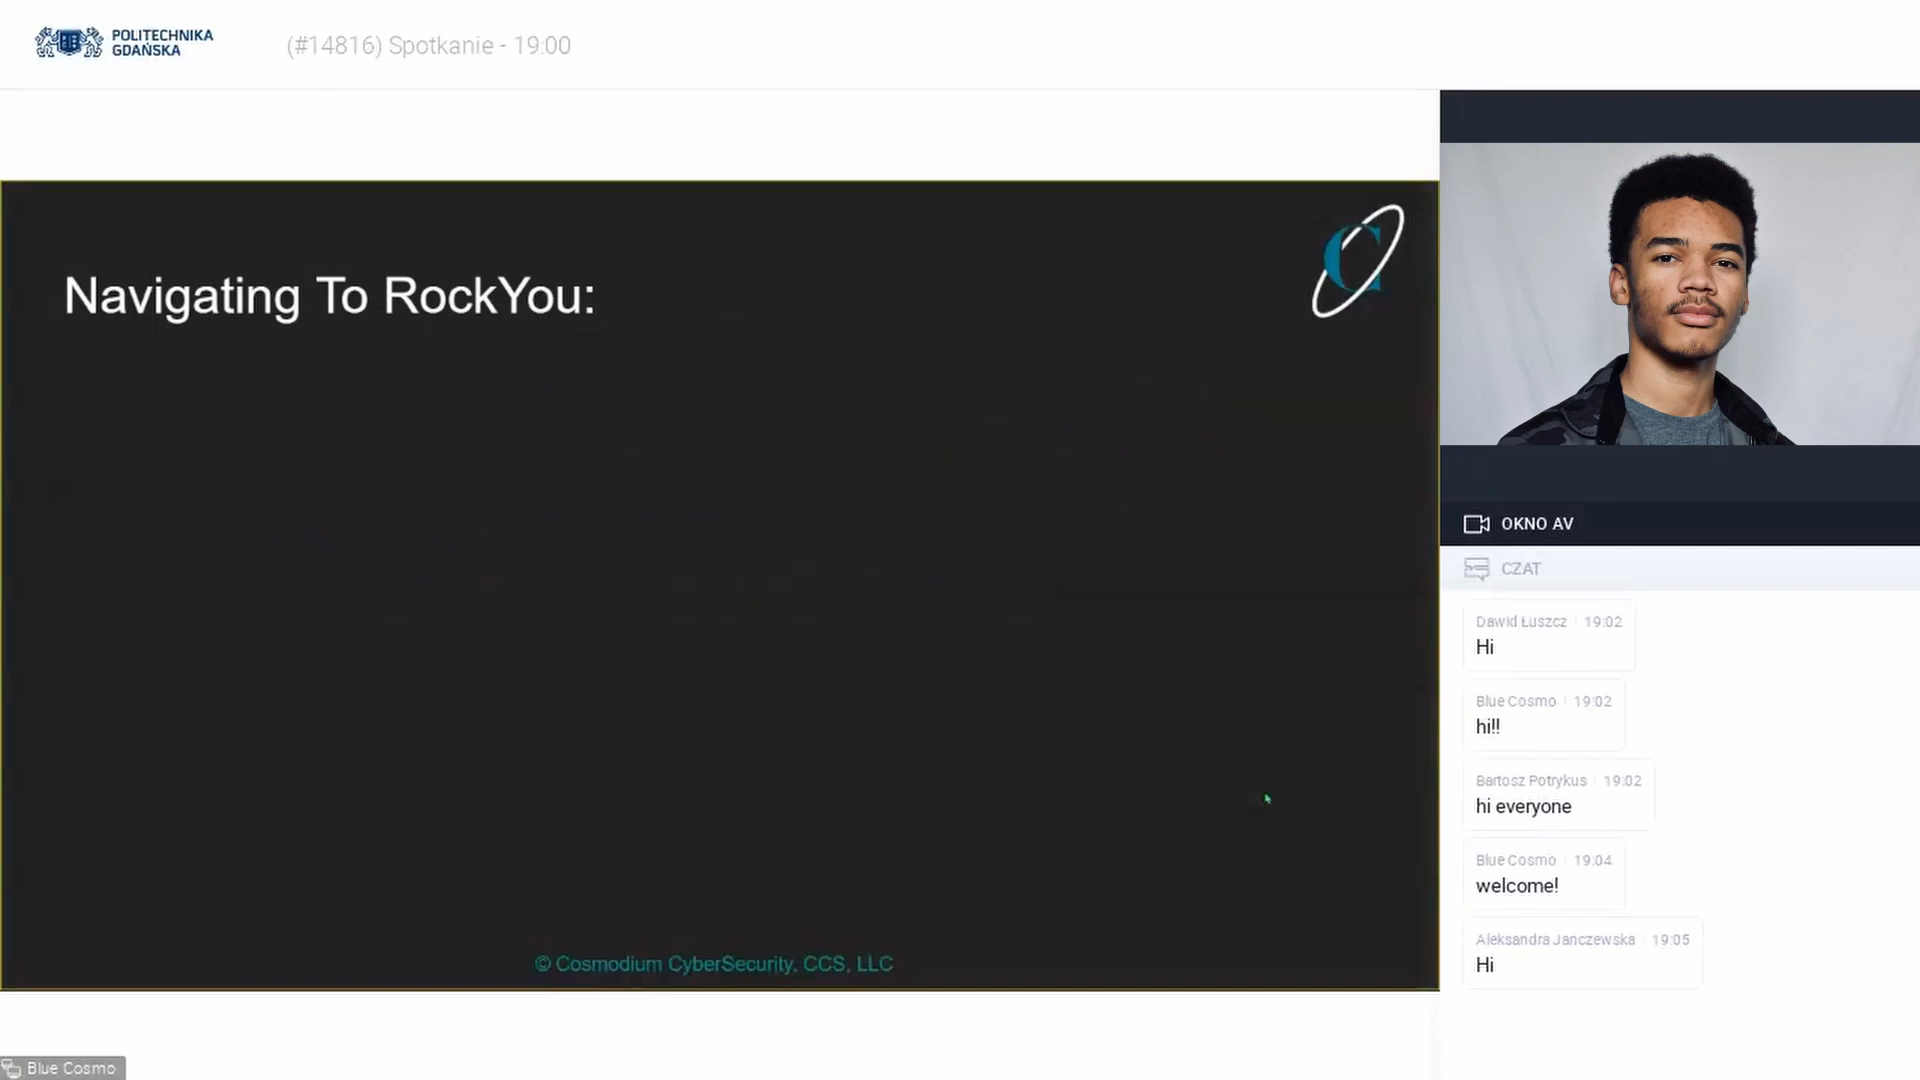 POLITECHNIKA
GDAŃSKA
(#14816) Spotkanie - 19:00
Navigating To RockYou:
C
© Cosmodium CyberSecurity, CCS, LLC
Blue Cosmo
OKNO AV
CZAT
Dawid Łuszcz 19:02
Hi
Blue Cosmo 19:02
hi!!
Bartosz Potrykus 19:02
hi everyone
Blue Cosmo 19:04
welcome!
Aleksandra Janczewska 19:05
Hi